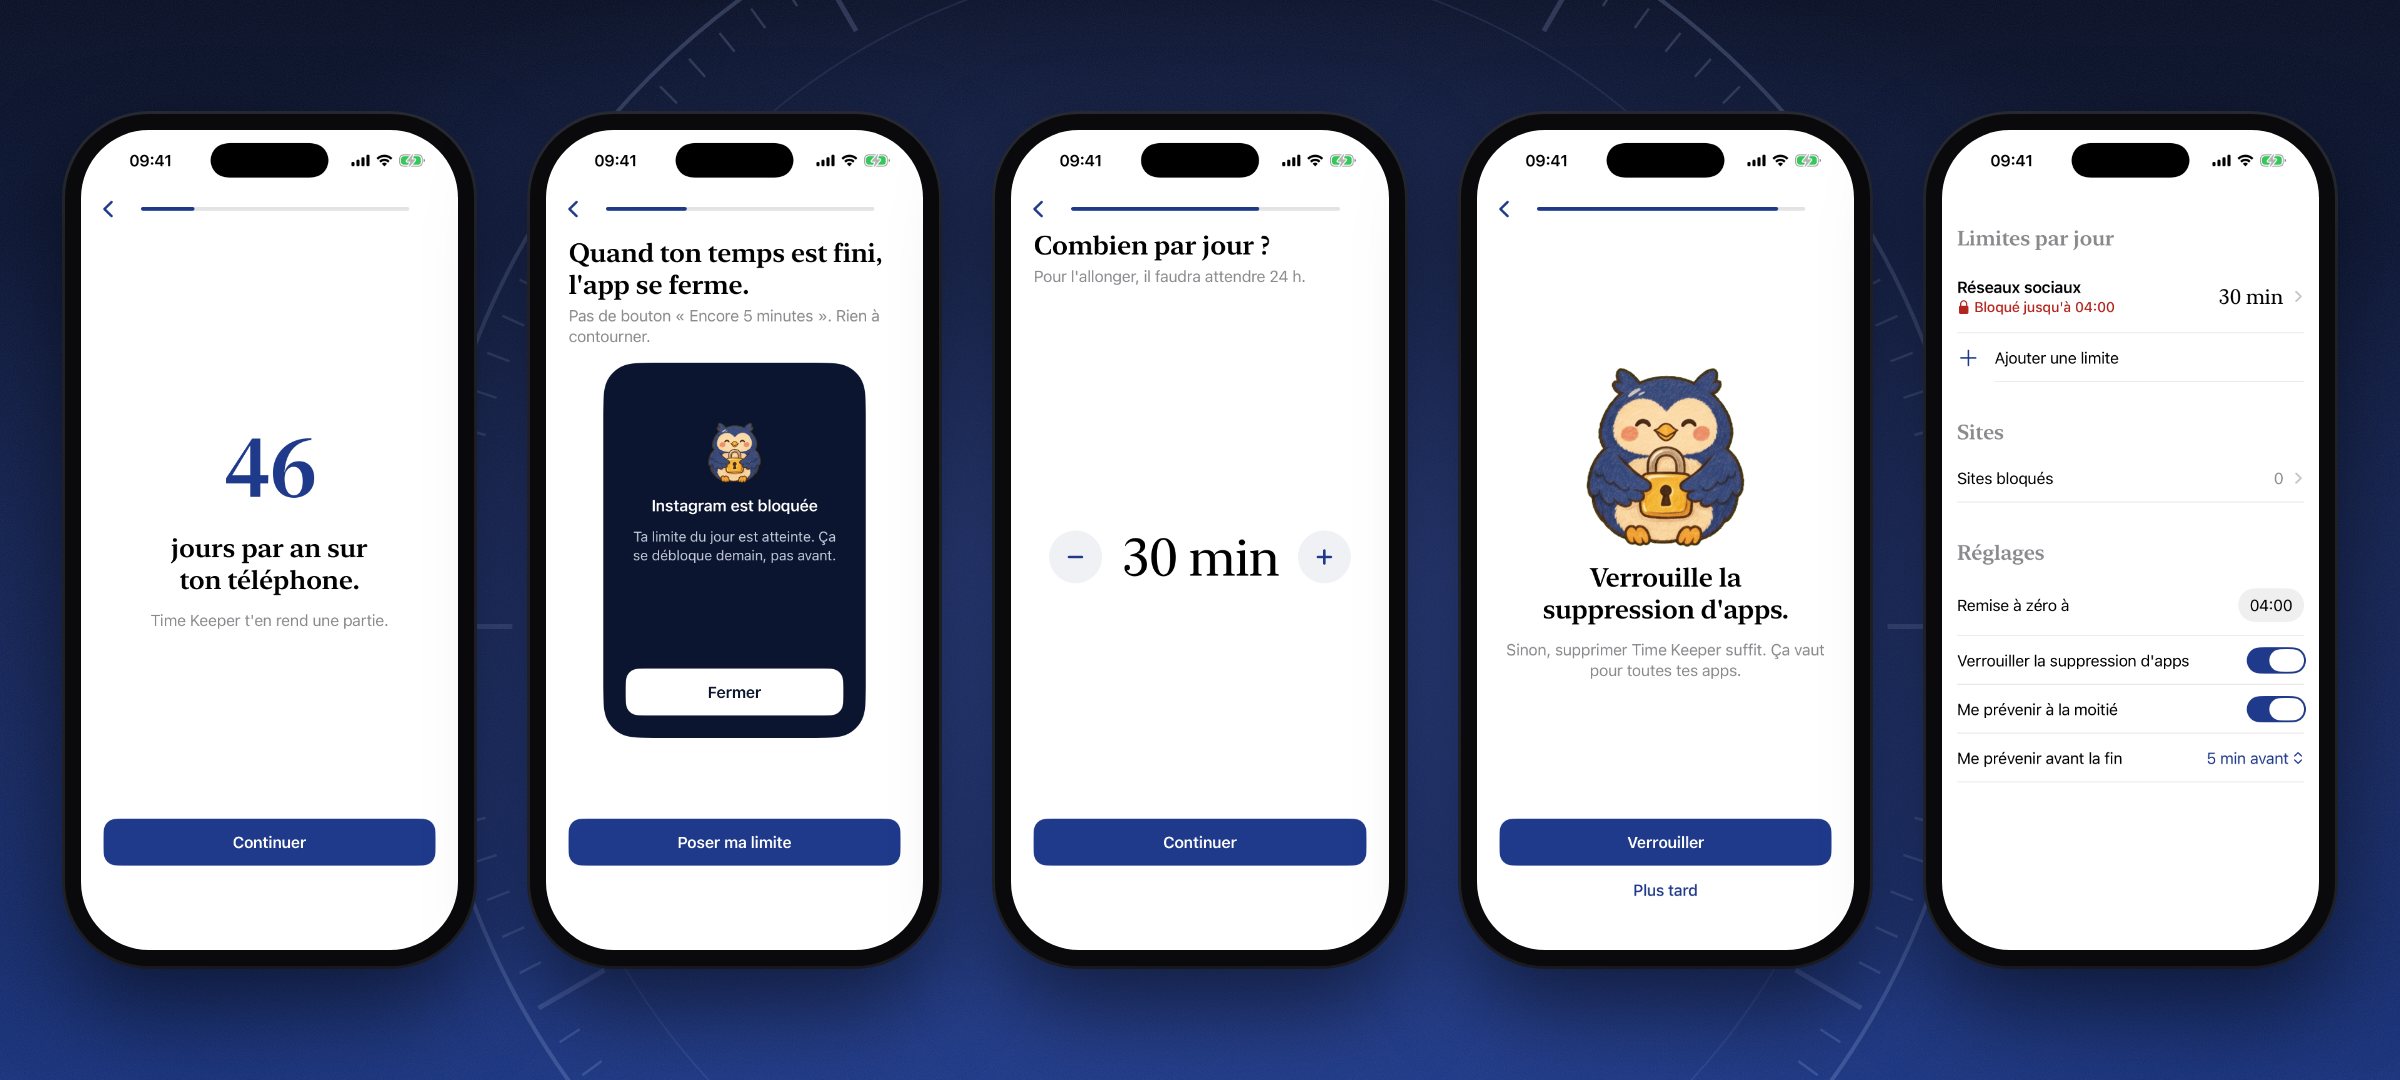 09:41
46
jours par an sur
ton téléphone.
Time Keeper t'en rend une partie.
Continuer
09:41
Quand ton temps est fini,
l'app se ferme.
Pas de bouton « Encore 5 minutes ». Rien à
contourner.
Instagram est bloquée
Ta limite du jour est atteinte. Ça
se débloque demain, pas avant.
Fermer
Poser ma limite
09:41
Combien par jour ?
Pour l'allonger, il faudra attendre 24 h.
− 30 min +
Continuer
09:41
Verrouille la
suppression d'apps.
Sinon, supprimer Time Keeper suffit. Ça vaut
pour toutes tes apps.
Verrouiller
Plus tard
09:41
Limites par jour
Réseaux sociaux
30 min
Bloqué jusqu'à 04:00
Ajouter une limite
Sites
Sites bloqués 0
Réglages
Remise à zéro à 04:00
Verrouiller la suppression d'apps
Me prévenir à la moitié
Me prévenir avant la fin 5 min avant